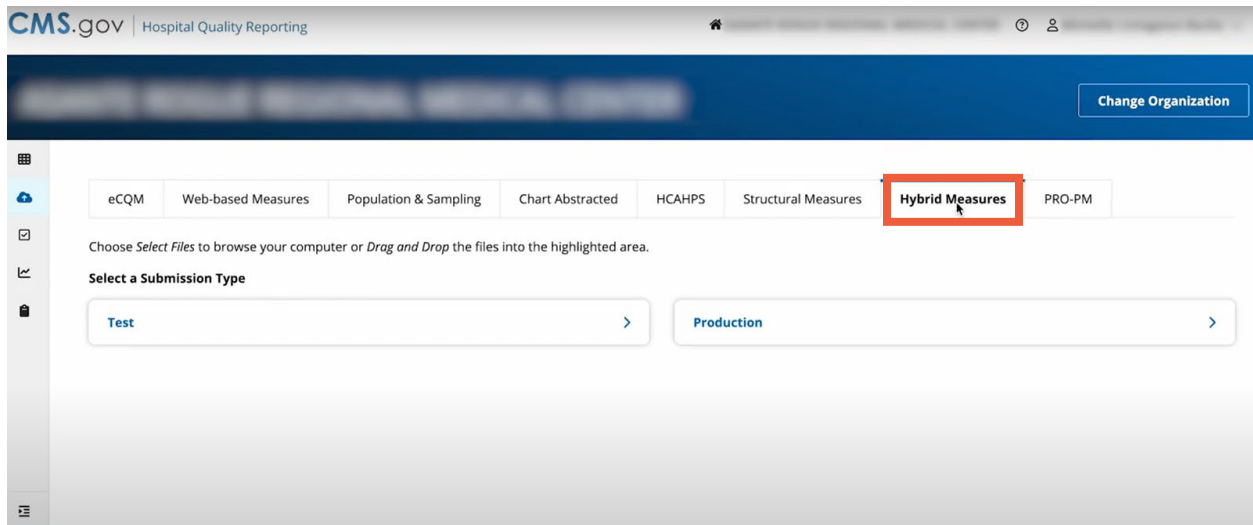 CMS.gov Hospital Quality Reporting
Change Organization
eCQM Web-based Measures Population & Sampling Chart Abstracted HCAHPS Structural Measures Hybrid Measures PRO-PM
Choose Select Files to browse your computer or Drag and Drop the files into the highlighted area.
Select a Submission Type
Test Production